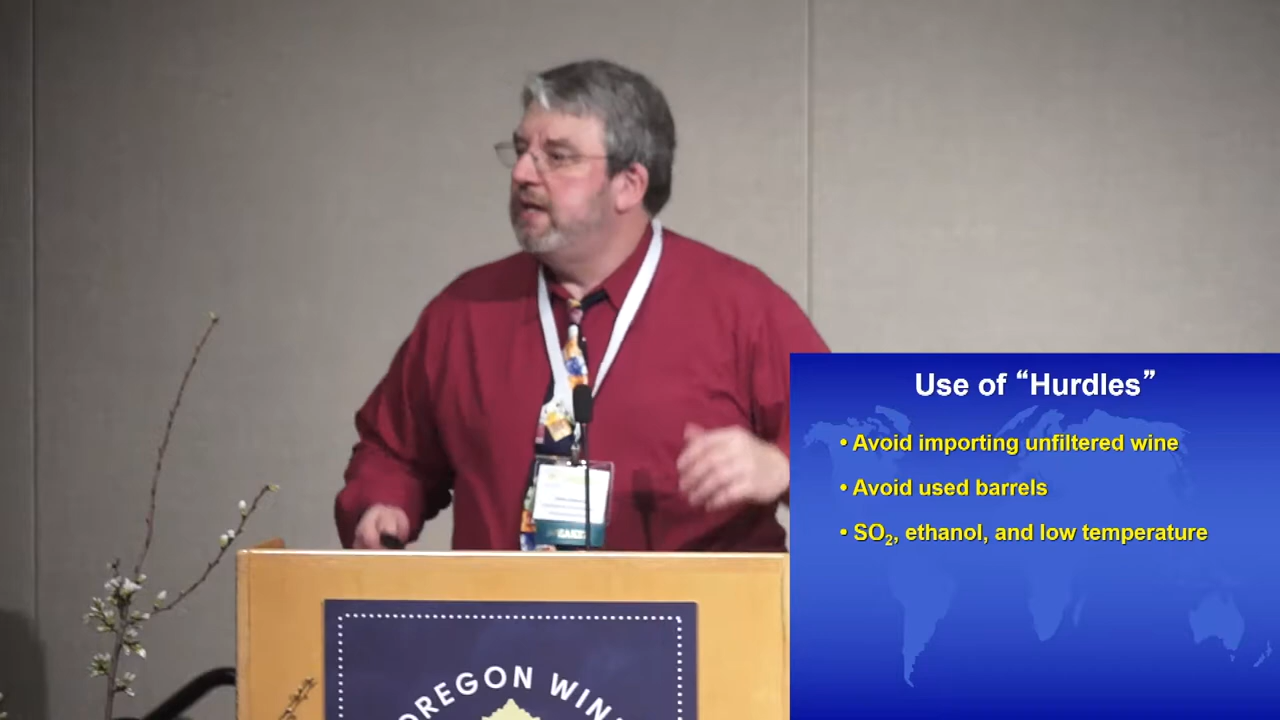 Use of “Hurdles”
• Avoid importing unfiltered wine
• Avoid used barrels
• SO₂, ethanol, and low temperature
OREGON WIN